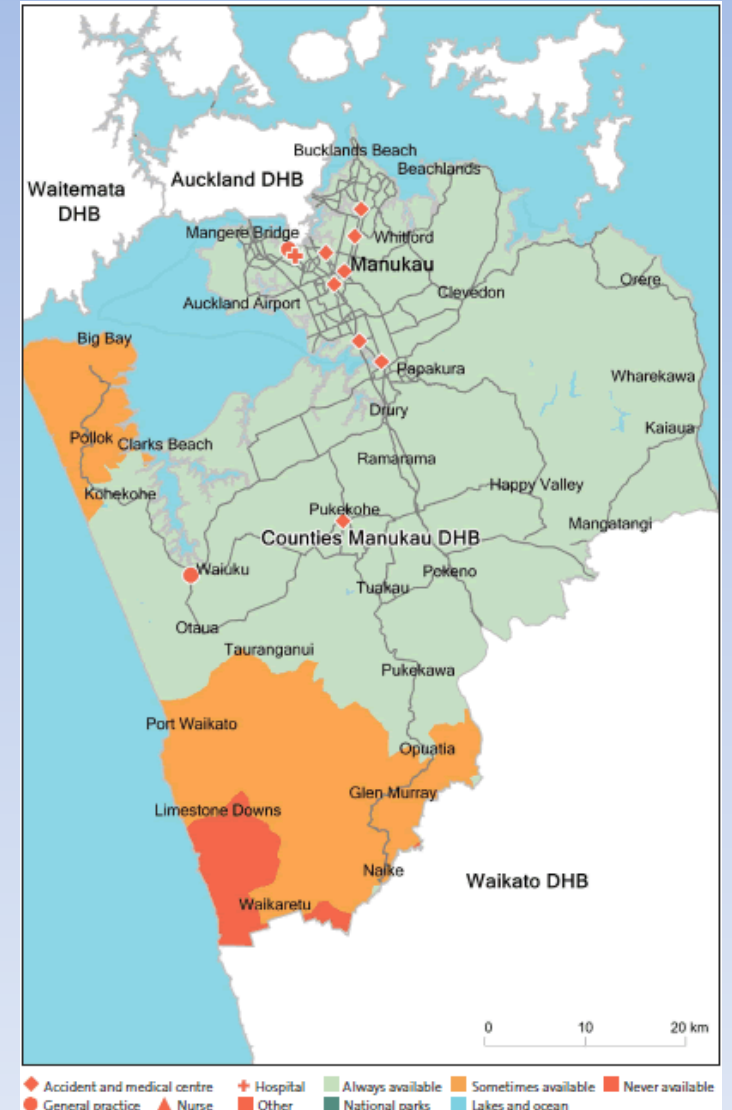 Bucklands Beach
Auckland DHB
Beachlands
Waitemata
DHB
Mangere Bridge
Whitford
Manukau
Orere
Clevedon
Auckland Airport
Big Bay
Papakura
Wharekawa
Drury
Kaiaua
Pollok
Clarks Beach
Ramarama
Happy Valley
Kohekohe
Pukekohe
Mangatangi
Counties Manukau DHB
Waiuku
Pokeno
Tuakau
Otaua
Tauranganui
Pukekawa
Port Waikato
Opuatia
Glen Murray
Limestone Downs
Naike
Waikato DHB
Waikaretu
0 10 20 km
Accident and medical centre Hospital Always available Sometimes available Never available
General practice Nurse Other National parks Lakes and ocean